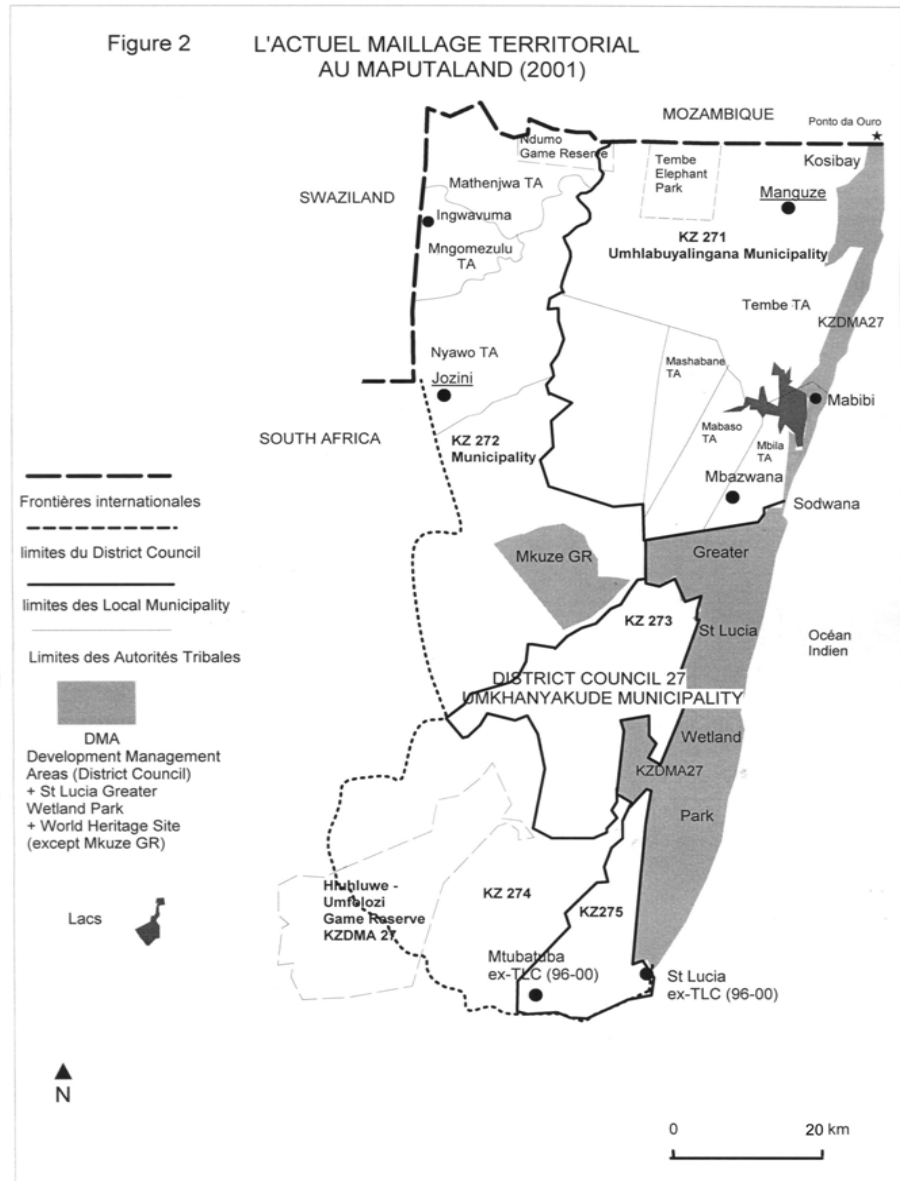 Figure 2
L'ACTUEL MAILLAGE TERRITORIAL
AU MAPUTALAND (2001)
MOZAMBIQUE
Ponto da Ouro
Ndumo
Game Reserve
Tembe
Elephant
Park
Kosibay
Mathenjwa TA
SWAZILAND
Manguze
Ingwavuma
KZ 271
Umhlabuyalingana Municipality
Mngomezulu
TA
Tembe TA
KZDMA27
Nyawo TA
Mashabane
TA
Jozini
Mabibi
Mabaso
TA
Mbila
TA
SOUTH AFRICA
KZ 272
Municipality
Mbazwana
Sodwana
Frontières internationales
limites du District Council
limites des Local Municipality
Limites des Autorités Tribales
DMA
Development Management
Areas (District Council)
+ St Lucia Greater
Wetland Park
+ World Heritage Site
(except Mkuze GR)
Lacs
Mkuze GR
Greater
KZ 273
St Lucia
Océan
Indien
DISTRICT COUNCIL 27
UMKHANYAKUDE MUNICIPALITY
Wetland
KZDMA27
Park
Hluhluwe -
Umfolozi
Game Reserve
KZDMA 27
KZ 274
KZ275
Mtubatuba
ex-TLC (96-00)
St Lucia
ex-TLC (96-00)
N
0 20 km